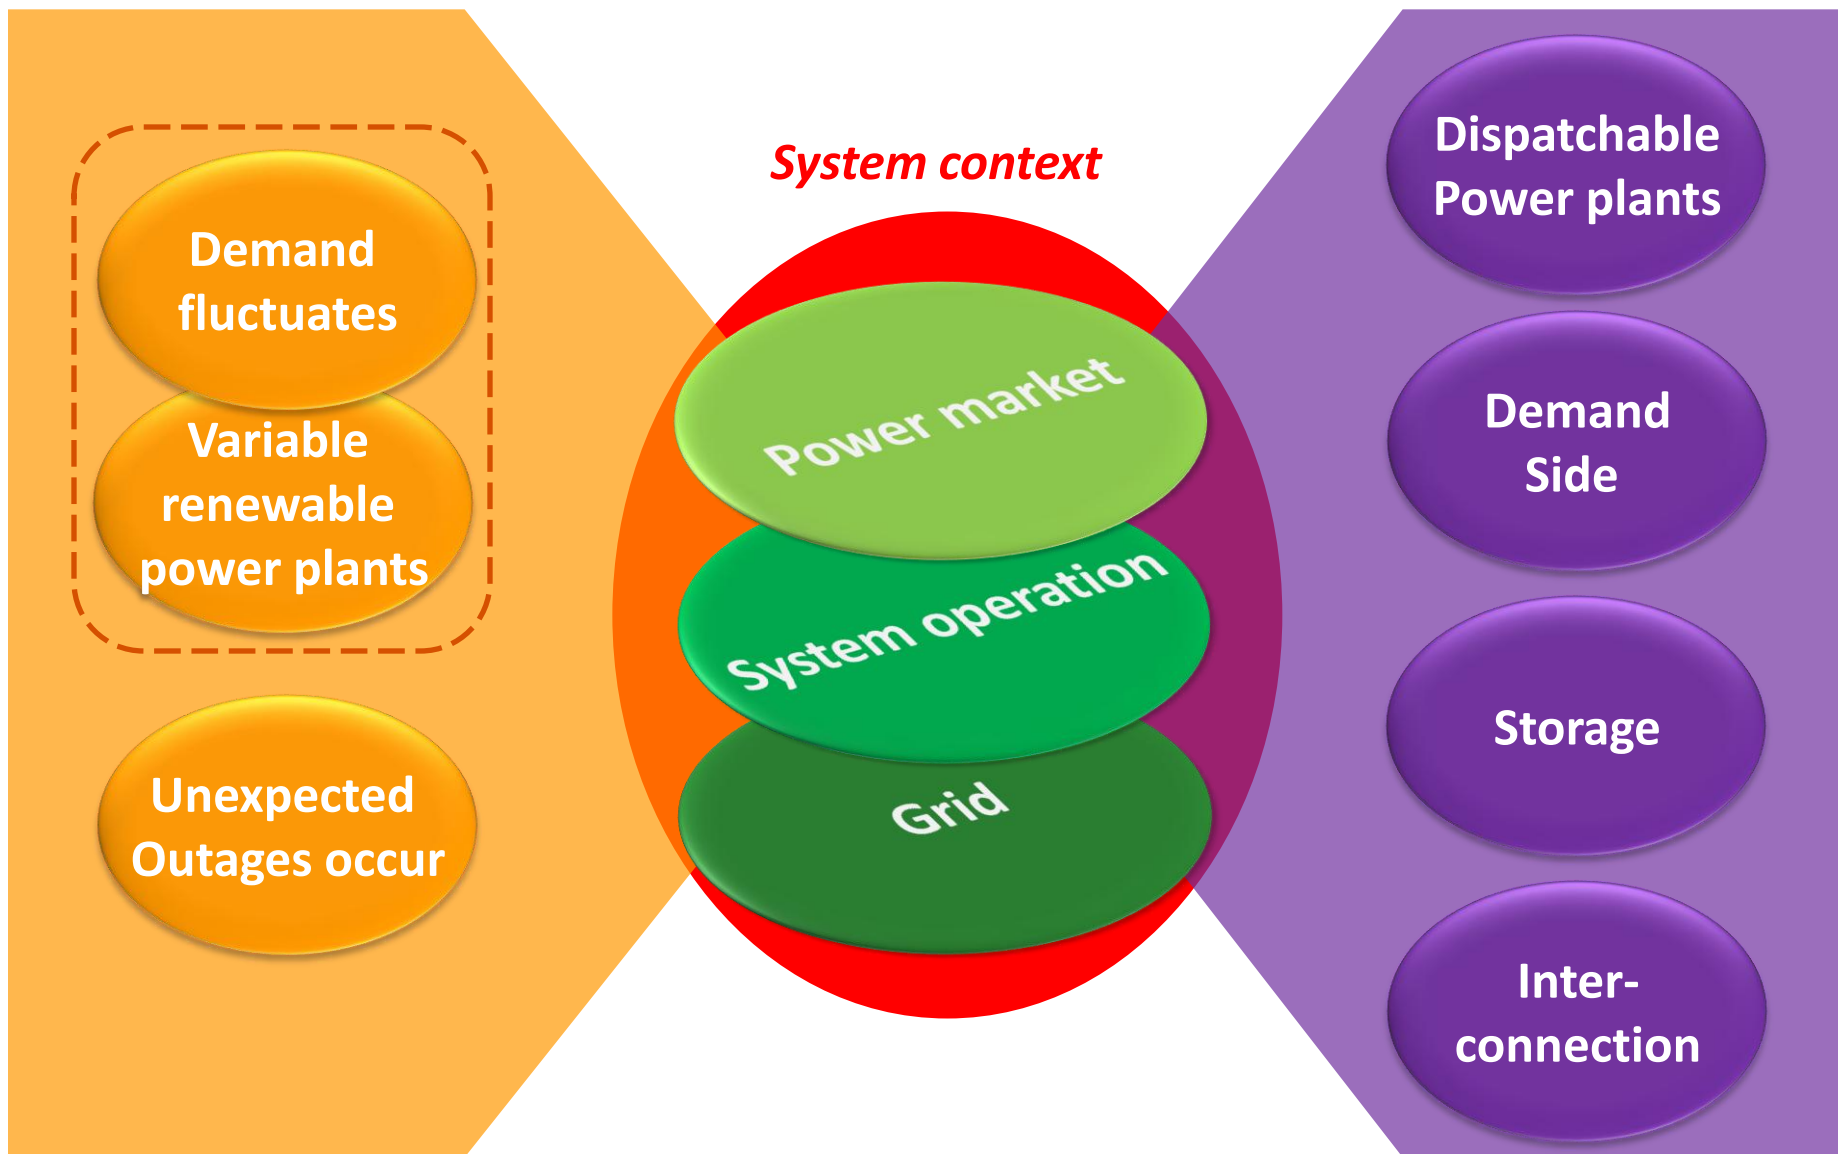 Demand
fluctuates
Variable
renewable
power plants
Unexpected
Outages occur
System context
Power market
System operation
Grid
Dispatchable
Power plants
Demand
Side
Storage
Inter-
connection